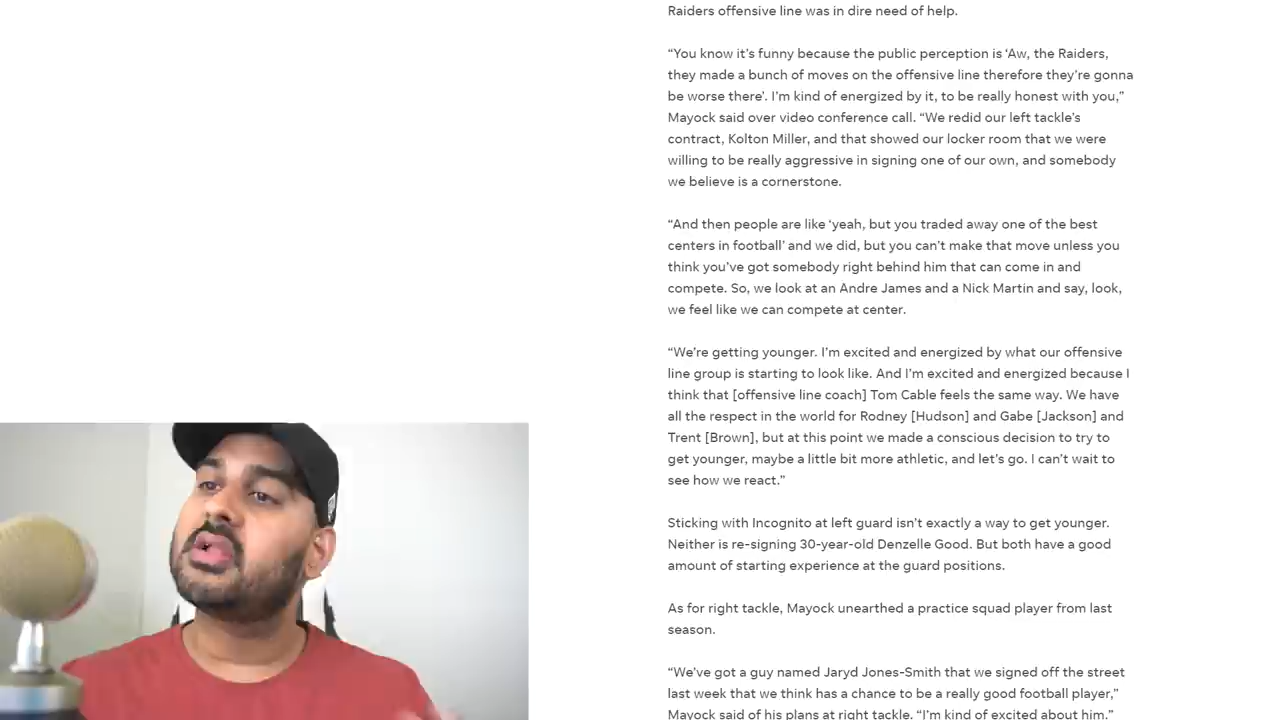 Raiders offensive line was in dire need of help.
“You know it’s funny because the public perception is ‘Aw, the Raiders,
they made a bunch of moves on the offensive line therefore they’re gonna
be worse there’. I’m kind of energized by it, to be really honest with you,”
Mayock said over video conference call. “We redid our left tackle’s
contract, Kolton Miller, and that showed our locker room that we were
willing to be really aggressive in signing one of our own, and somebody
we believe is a cornerstone.
“And then people are like ‘yeah, but you traded away one of the best
centers in football’ and we did, but you can’t make that move unless you
think you’ve got somebody right behind him that can come in and
compete. So, we look at an Andre James and a Nick Martin and say, look,
we feel like we can compete at center.
“We’re getting younger. I’m excited and energized by what our offensive
line group is starting to look like. And I’m excited and energized because I
think that [offensive line coach] Tom Cable feels the same way. We have
all the respect in the world for Rodney [Hudson] and Gabe [Jackson] and
Trent [Brown], but at this point we made a conscious decision to try to
get younger, maybe a little bit more athletic, and let’s go. I can’t wait to
see how we react.”
Sticking with Incognito at left guard isn’t exactly a way to get younger.
Neither is re-signing 30-year-old Denzelle Good. But both have a good
amount of starting experience at the guard positions.
As for right tackle, Mayock unearthed a practice squad player from last
season.
“We’ve got a guy named Jaryd Jones-Smith that we signed off the street
last week that we think has a chance to be a really good football player,”
Mayock said of his plans at right tackle. “I’m kind of excited about him.”